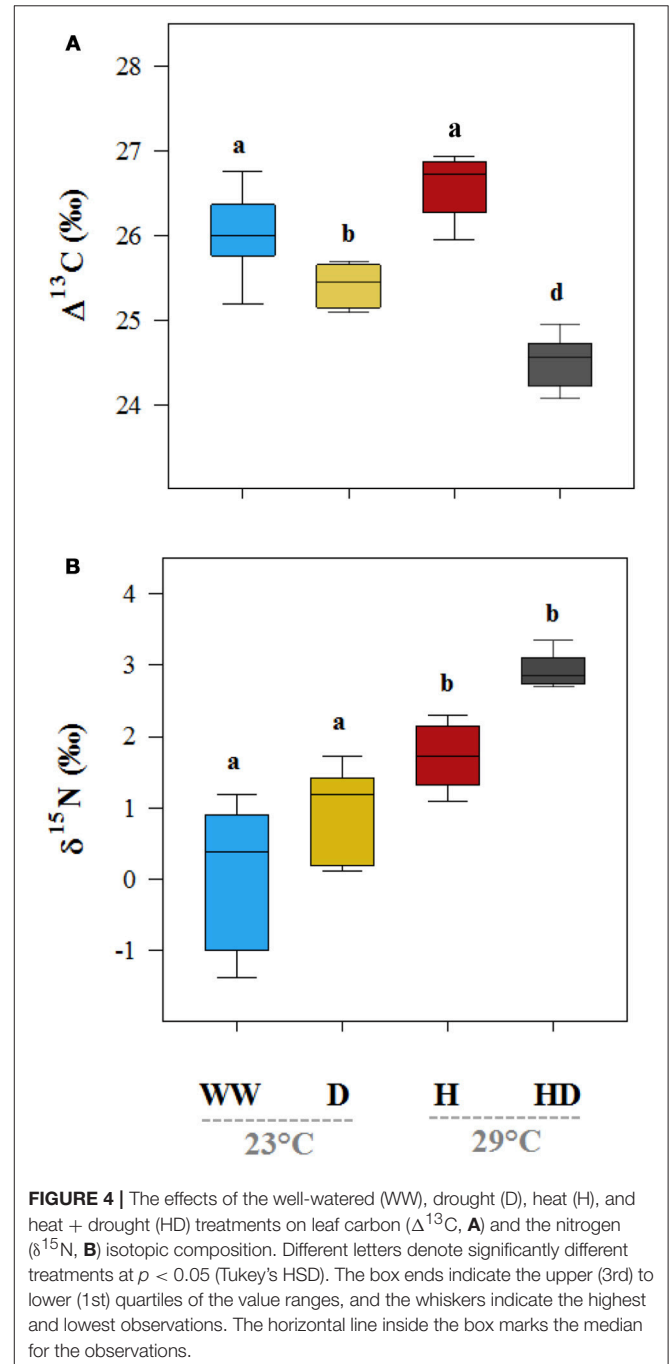 A
28
27
26
25
24
Δ13C (‰)
a
b
a
d
B
4
3
2
1
0
-1
δ15N (‰)
a
a
b
b
WW D H HD
23°C 29°C
FIGURE 4 | The effects of the well-watered (WW), drought (D), heat (H), and
heat + drought (HD) treatments on leaf carbon (Δ13C, A) and the nitrogen
(δ15N, B) isotopic composition. Different letters denote significantly different
treatments at p < 0.05 (Tukey's HSD). The box ends indicate the upper (3rd) to
lower (1st) quartiles of the value ranges, and the whiskers indicate the highest
and lowest observations. The horizontal line inside the box marks the median
for the observations.